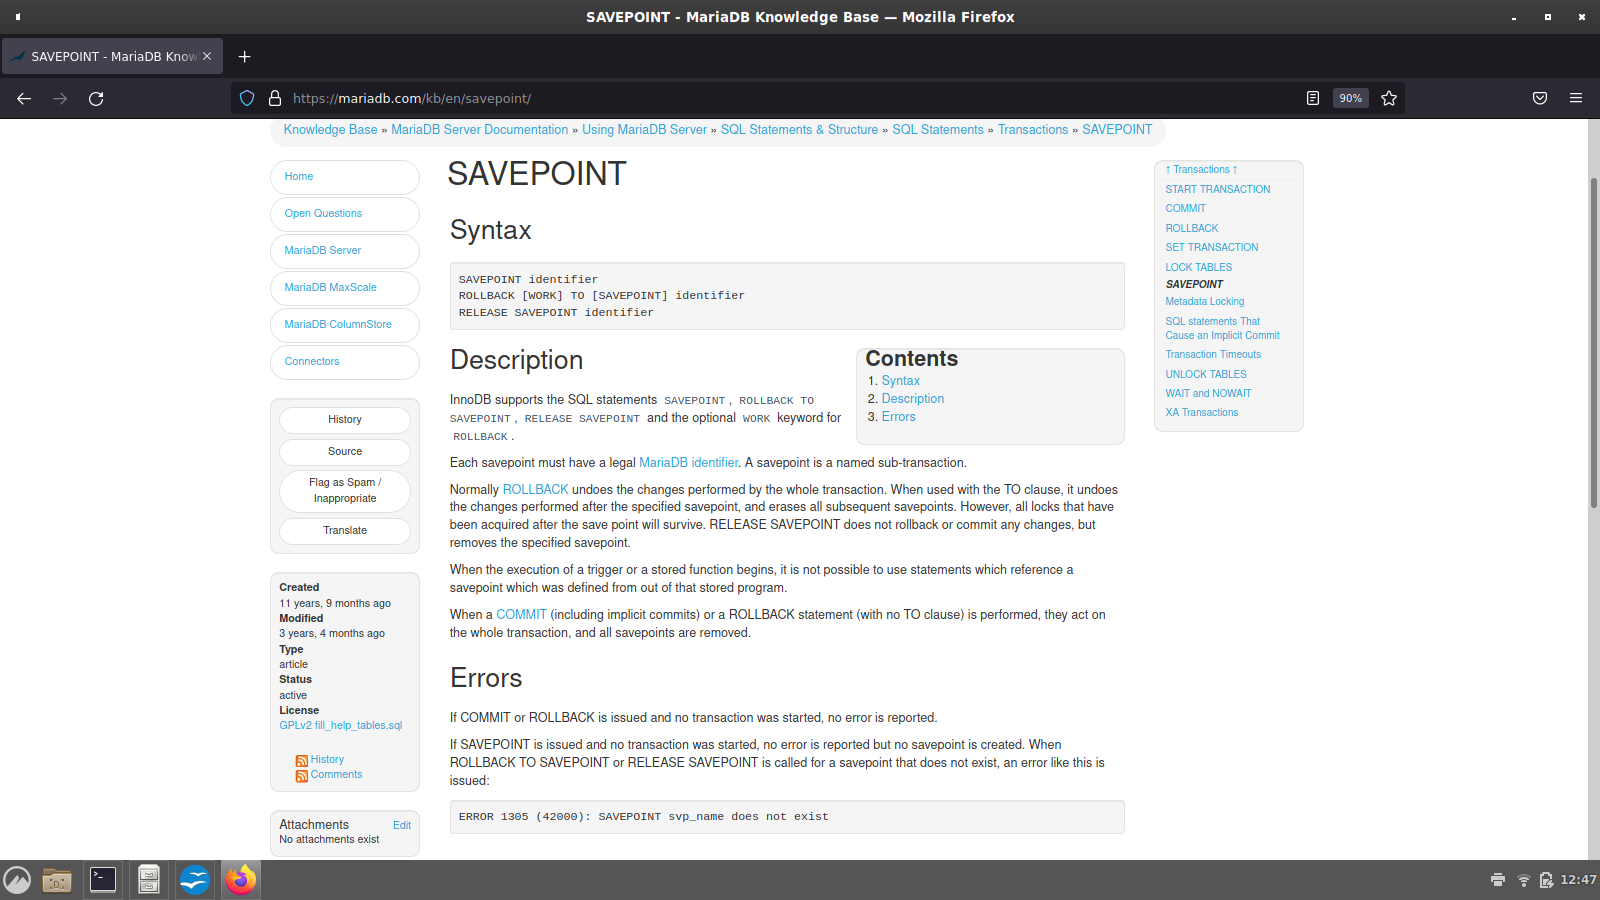 SAVEPOINT - MariaDB Knowledge Base — Mozilla Firefox
SAVEPOINT - MariaDB Know
https://mariadb.com/kb/en/savepoint/
90%
Knowledge Base » MariaDB Server Documentation » Using MariaDB Server » SQL Statements & Structure » SQL Statements » Transactions » SAVEPOINT
Home
Open Questions
MariaDB Server
MariaDB MaxScale
MariaDB ColumnStore
Connectors
History
Source
Flag as Spam /
Inappropriate
Translate
Created
11 years, 9 months ago
Modified
3 years, 4 months ago
Type
article
Status
active
License
GPLv2 fill_help_tables.sql
History
Comments
Attachments
Edit
No attachments exist
SAVEPOINT
Syntax
SAVEPOINT identifier
ROLLBACK [WORK] TO [SAVEPOINT] identifier
RELEASE SAVEPOINT identifier
Description
InnoDB supports the SQL statements SAVEPOINT, ROLLBACK TO
SAVEPOINT, RELEASE SAVEPOINT and the optional WORK keyword for
ROLLBACK.
Contents
1. Syntax
2. Description
3. Errors
Each savepoint must have a legal MariaDB identifier. A savepoint is a named sub-transaction.
Normally ROLLBACK undoes the changes performed by the whole transaction. When used with the TO clause, it undoes
the changes performed after the specified savepoint, and erases all subsequent savepoints. However, all locks that have
been acquired after the save point will survive. RELEASE SAVEPOINT does not rollback or commit any changes, but
removes the specified savepoint.
When the execution of a trigger or a stored function begins, it is not possible to use statements which reference a
savepoint which was defined from out of that stored program.
When a COMMIT (including implicit commits) or a ROLLBACK statement (with no TO clause) is performed, they act on
the whole transaction, and all savepoints are removed.
Errors
If COMMIT or ROLLBACK is issued and no transaction was started, no error is reported.
If SAVEPOINT is issued and no transaction was started, no error is reported but no savepoint is created. When
ROLLBACK TO SAVEPOINT or RELEASE SAVEPOINT is called for a savepoint that does not exist, an error like this is
issued:
ERROR 1305 (42000): SAVEPOINT svp_name does not exist
↑ Transactions ↑
START TRANSACTION
COMMIT
ROLLBACK
SET TRANSACTION
LOCK TABLES
SAVEPOINT
Metadata Locking
SQL statements That
Cause an Implicit Commit
Transaction Timeouts
UNLOCK TABLES
WAIT and NOWAIT
XA Transactions
12:47